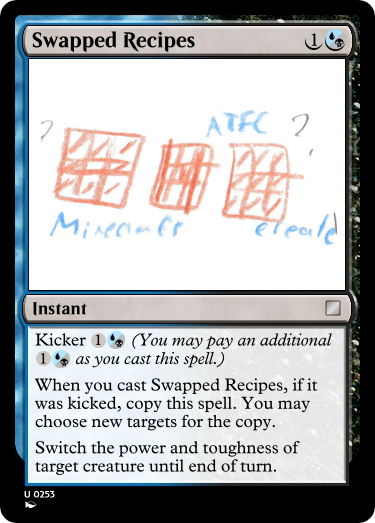 Swapped Recipes 1
? ATFC ?
Kicker 1 (You may pay an additional
1 as you cast this spell.)
When you cast Swapped Recipes, if it
was kicked, copy this spell. You may
choose new targets for the copy.
Switch the power and toughness of
target creature until end of turn.
Instant
U 0253